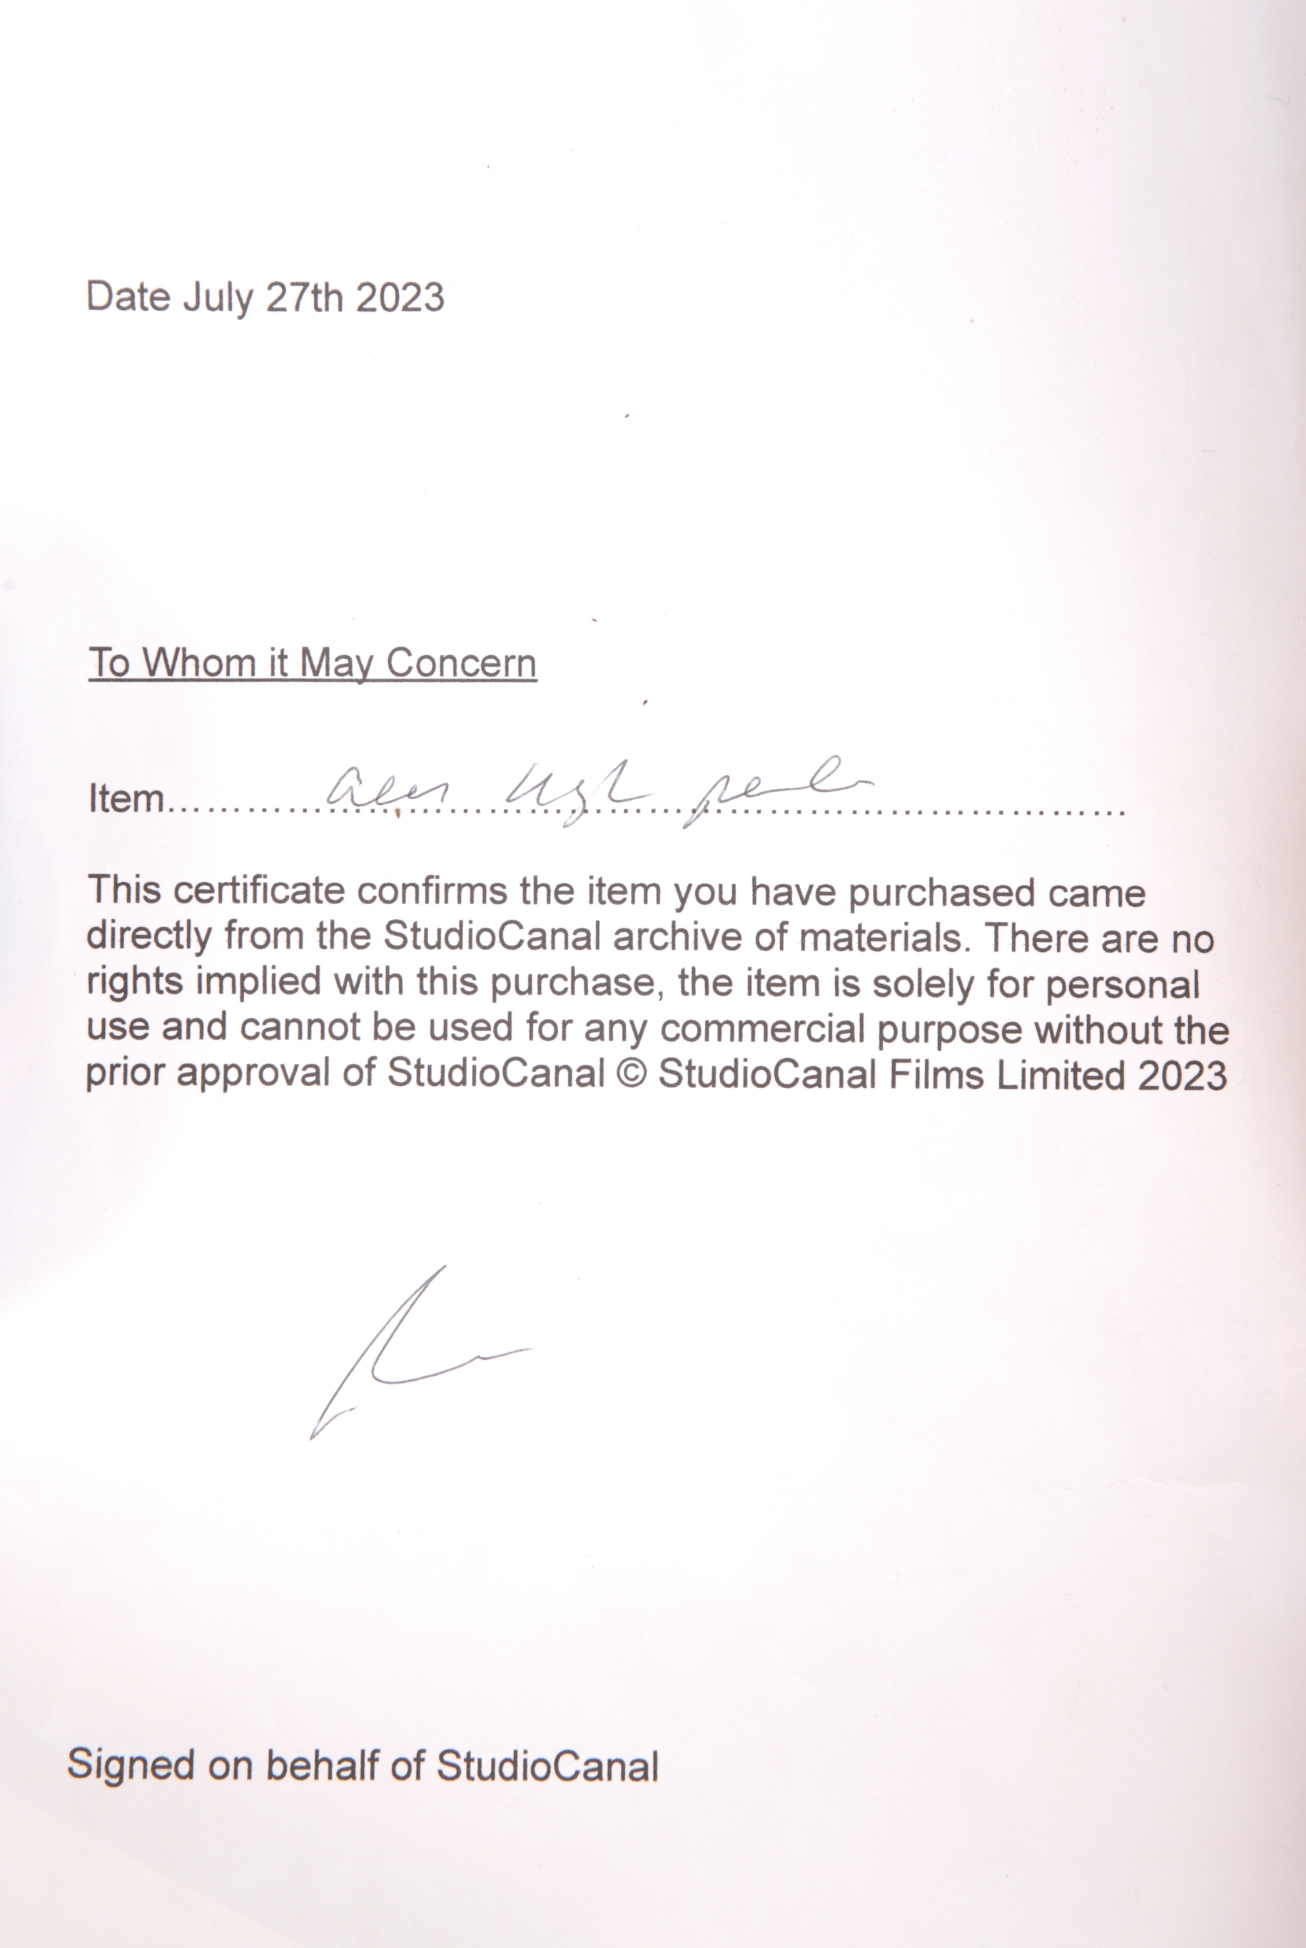 Date July 27th 2023
To Whom it May Concern
Item............................................................
This certificate confirms the item you have purchased came
directly from the StudioCanal archive of materials. There are no
rights implied with this purchase, the item is solely for personal
use and cannot be used for any commercial purpose without the
prior approval of StudioCanal © StudioCanal Films Limited 2023
Signed on behalf of StudioCanal